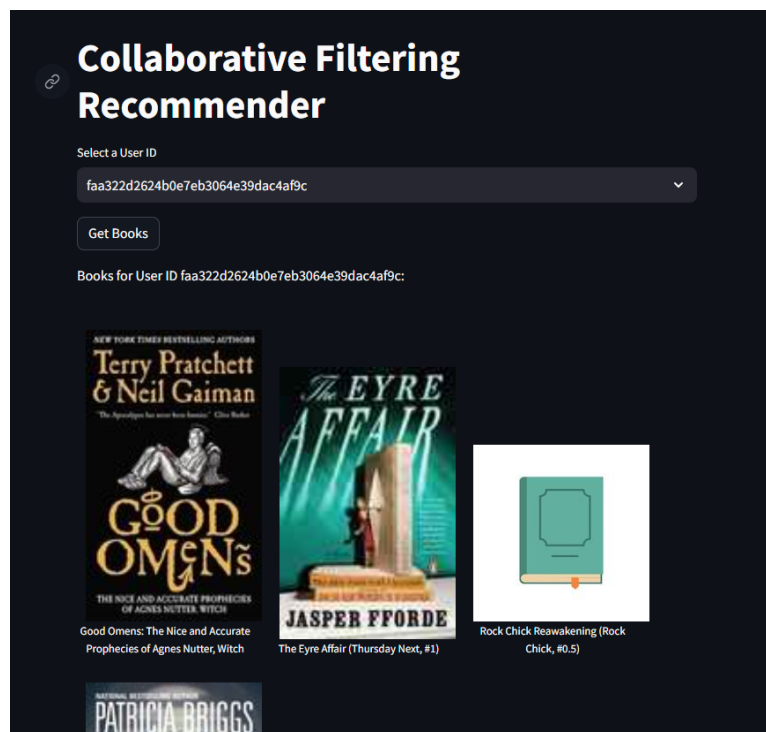 Collaborative Filtering
Recommender
Select a User ID
faa322d2624b0e7eb3064e39dac4af9c
Get Books
Books for User ID faa322d2624b0e7eb3064e39dac4af9c:
NEW YORK TIMES BESTSELLING AUTHORS
Terry Pratchett
& Neil Gaiman
"The Apocalypse has never been funnier." Clive Barker
GOOD
OMENS
THE NICE AND ACCURATE PROPHECIES
OF AGNES NUTTER, WITCH
Good Omens: The Nice and Accurate
Prophecies of Agnes Nutter, Witch
The EYRE
AFFAIR
JASPER FFORDE
The Eyre Affair (Thursday Next, #1)
Rock Chick Reawakening (Rock
Chick, #0.5)
NATIONAL BESTSELLING AUTHOR
PATRICIA BRIGGS